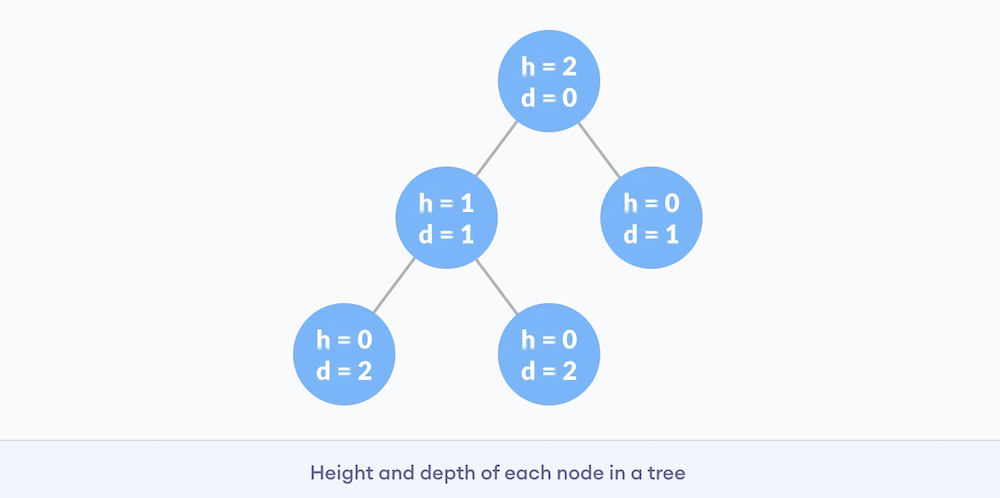 h = 2
d = 0
h = 1
d = 1
h = 0
d = 1
h = 0
d = 2
h = 0
d = 2
Height and depth of each node in a tree